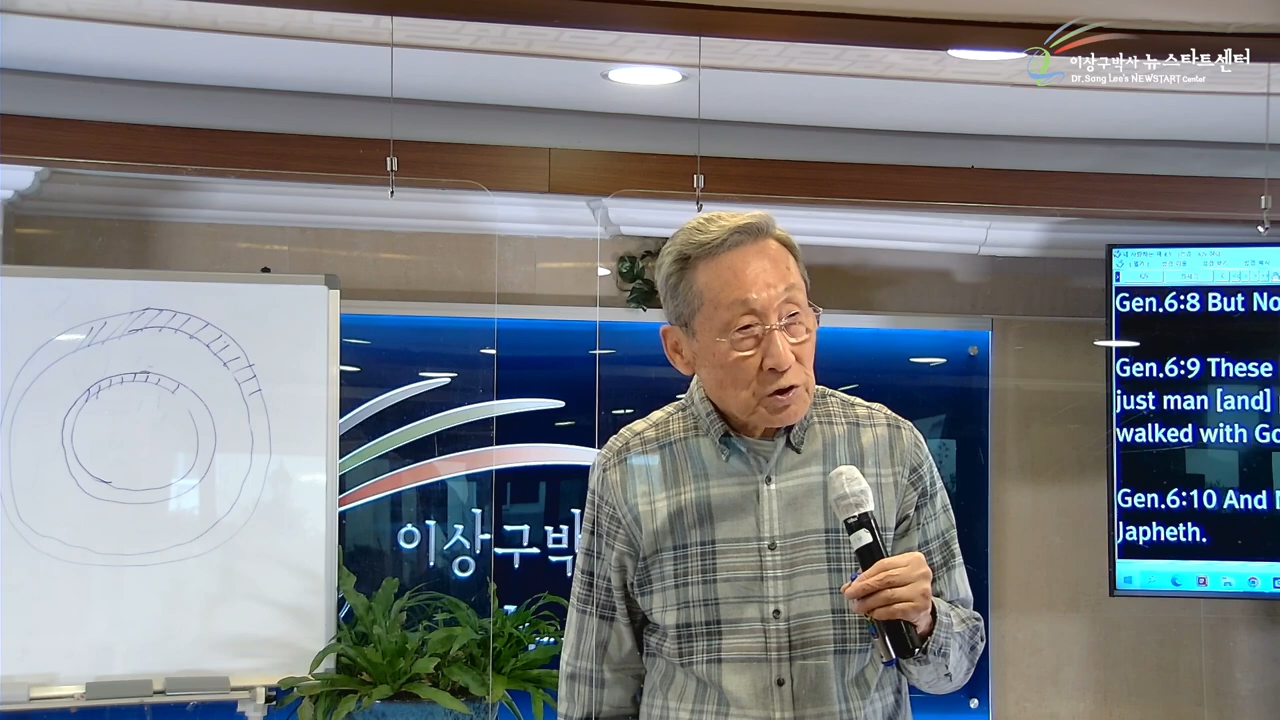 이상구박사 뉴스타트센터
Dr. Sang Lee's NEWSTART Center
이상구박
Gen.6:8 But No
Gen.6:9 These
just man [and]
walked with Go
Gen.6:10 And
Japheth.